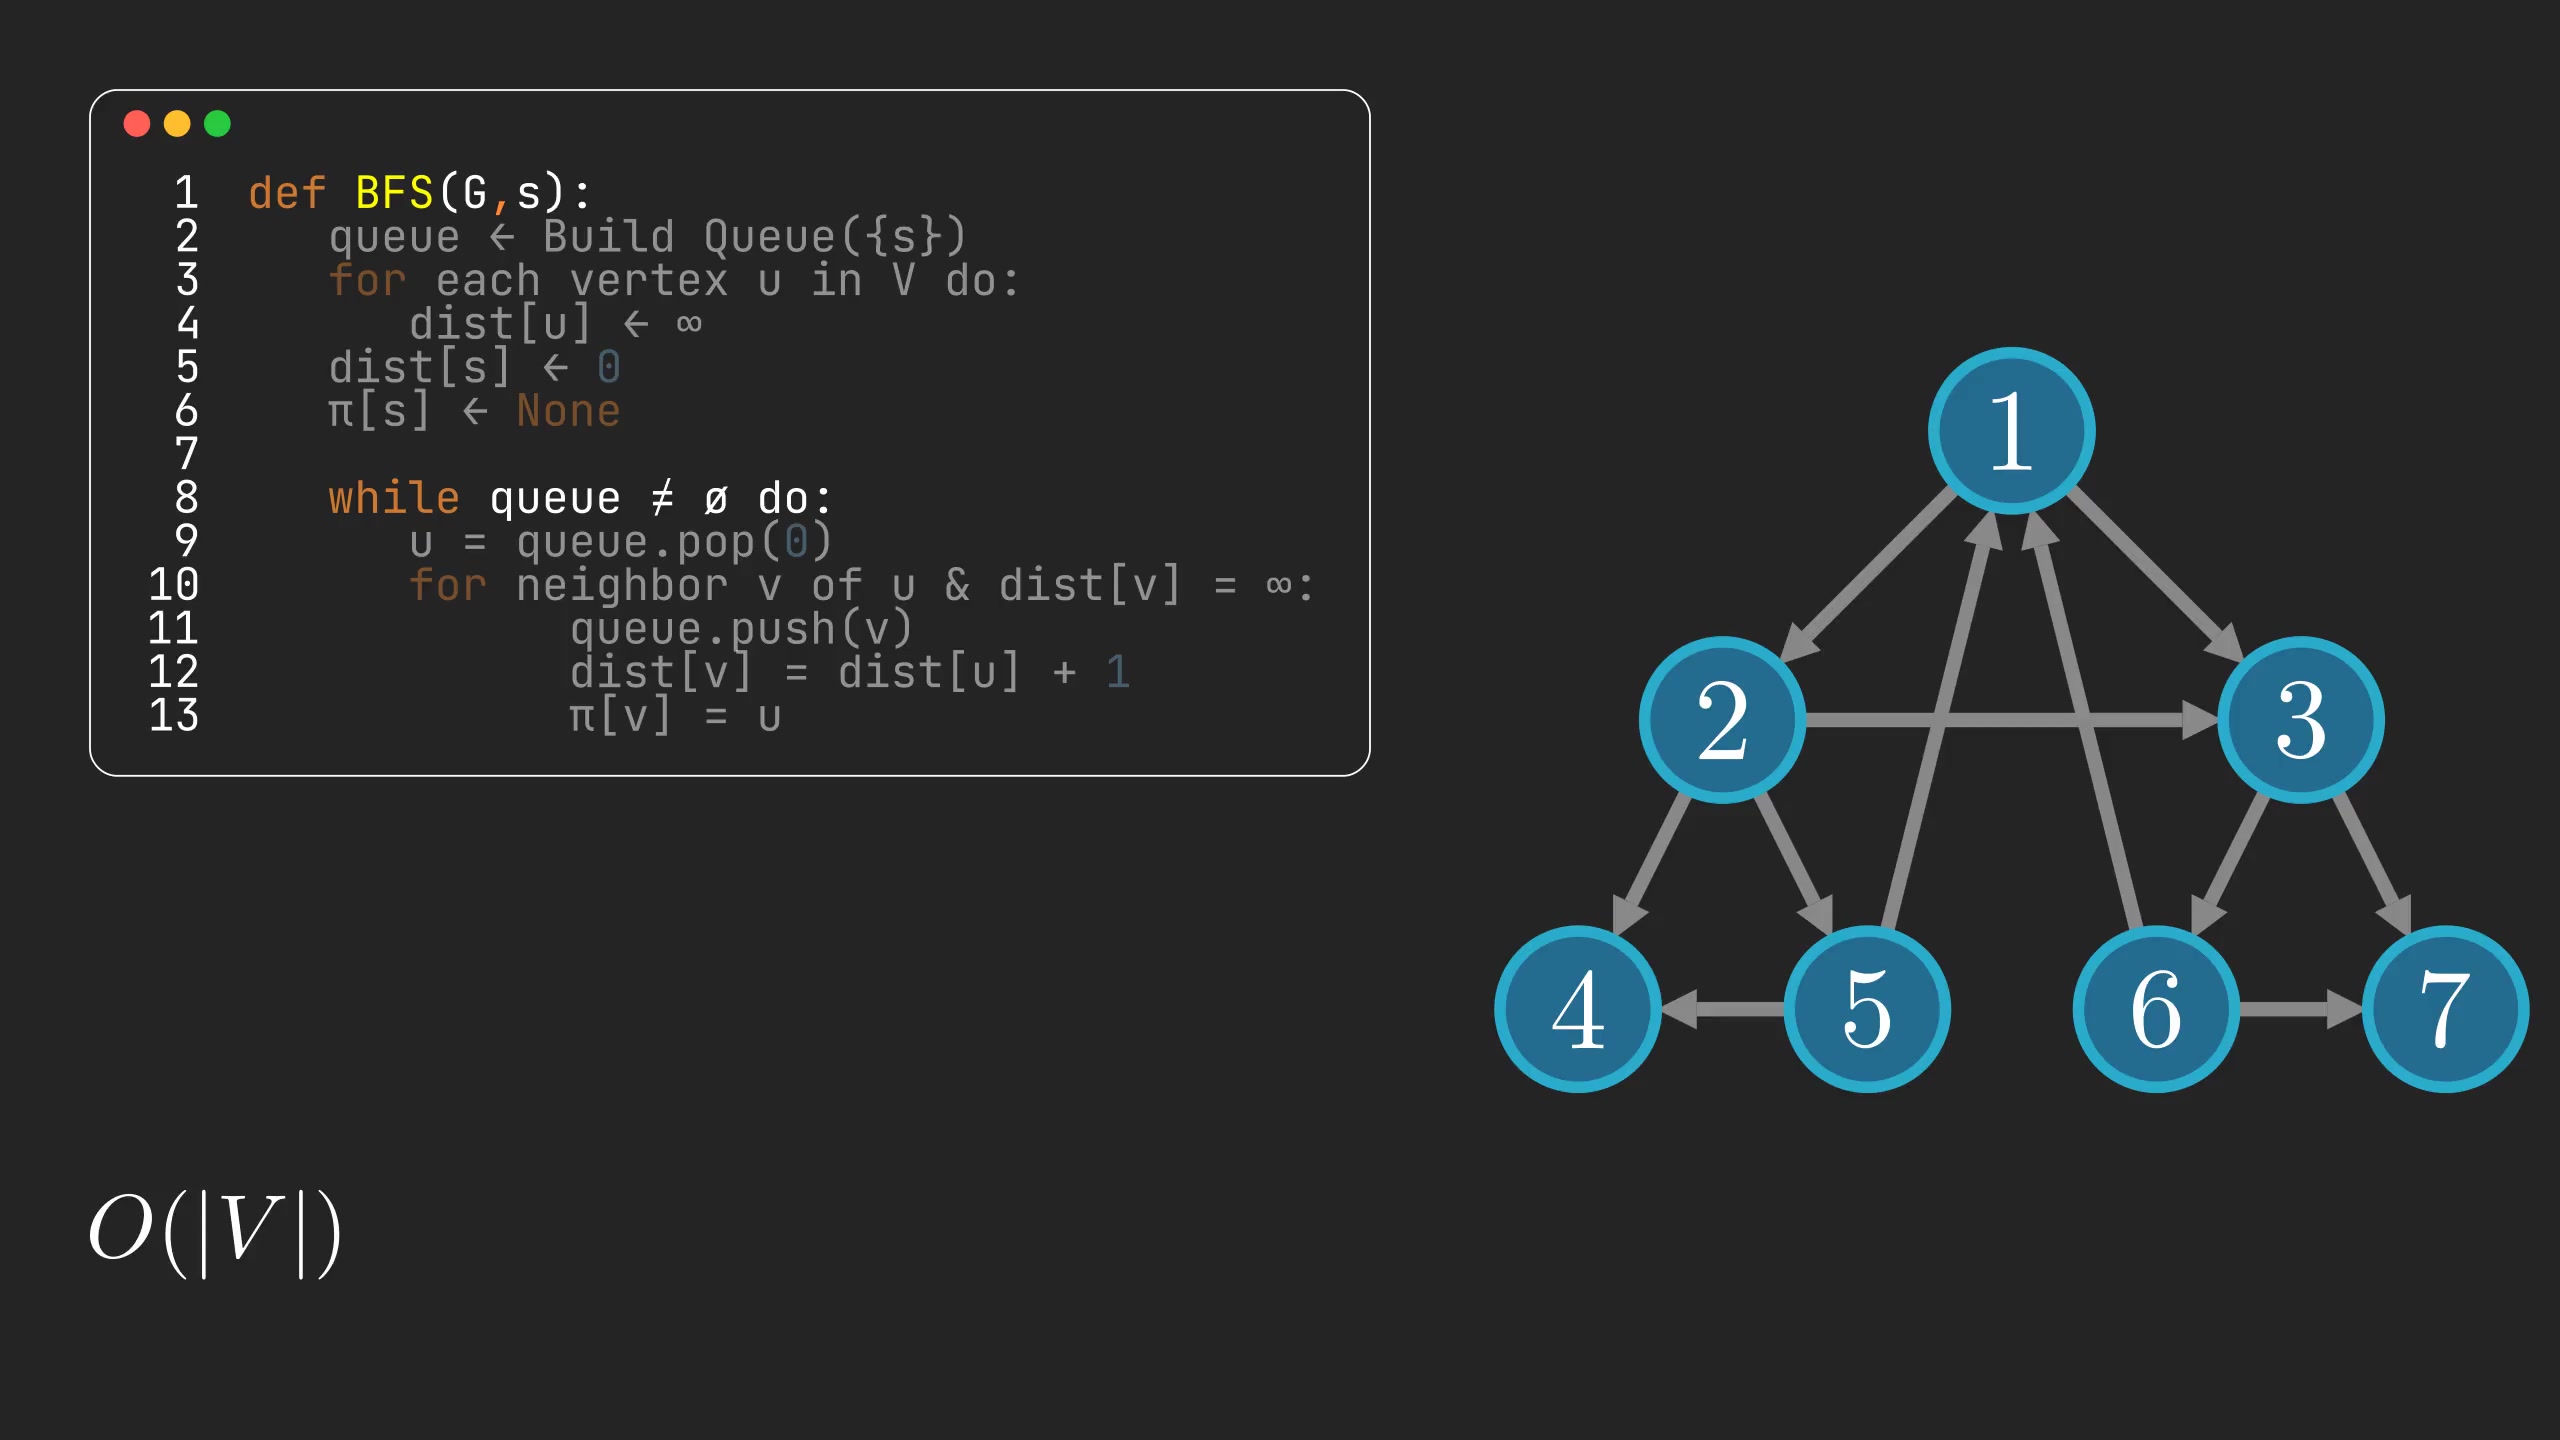 1 def BFS(G,s):
2 queue ← Build Queue({s})
3 for each vertex u in V do:
4 dist[u] ← ∞
5 dist[s] ← 0
6 π[s] ← None
7
8 while queue ≠ ø do:
9 u = queue.pop(0)
10 for neighbor v of u & dist[v] = ∞:
11 queue.push(v)
12 dist[v] = dist[u] + 1
13 π[v] = u
1
2 3
4 5 6 7
O(|V|)